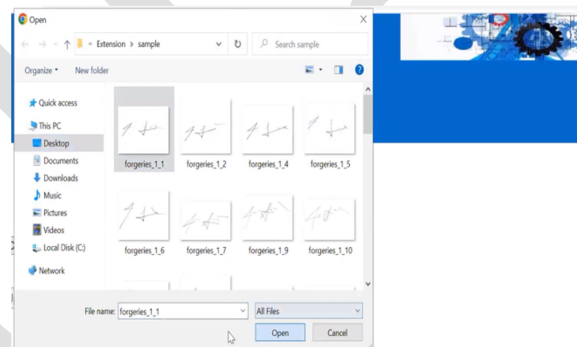 Open
Extension › sample
Search sample
Organize
New folder
Quick access
This PC
Desktop
Documents
Downloads
Music
Pictures
Videos
Local Disk (C:)
Network
forgeries_1_1
forgeries_1_2
forgeries_1_4
forgeries_1_5
forgeries_1_6
forgeries_1_7
forgeries_1_9
forgeries_1_10
File name: forgeries_1_1
All Files
Open
Cancel